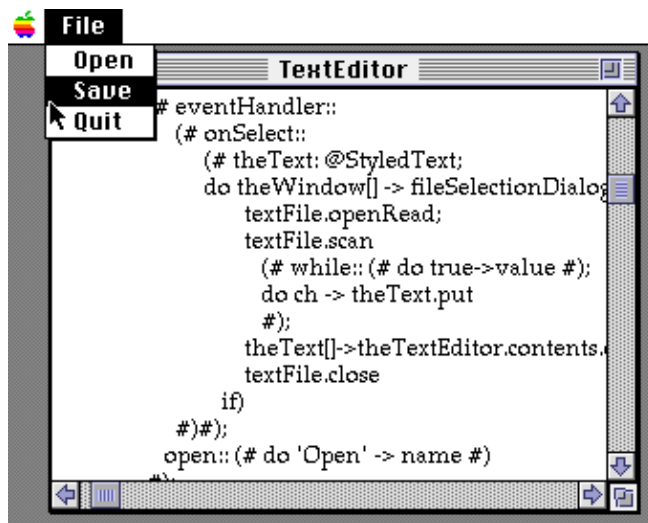 File
Open
Save
Quit
TextEditor
# eventHandler::
(# onSelect::
(# theText: @StyledText;
do theWindow[] -> fileSelectionDialog
textFile.openRead;
textFile.scan
(# while:: (# do true->value #);
do ch -> theText.put
#);
theText[]->theTextEditor.contents.
textFile.close
if)
#)#);
open:: (# do 'Open' -> name #)
#);